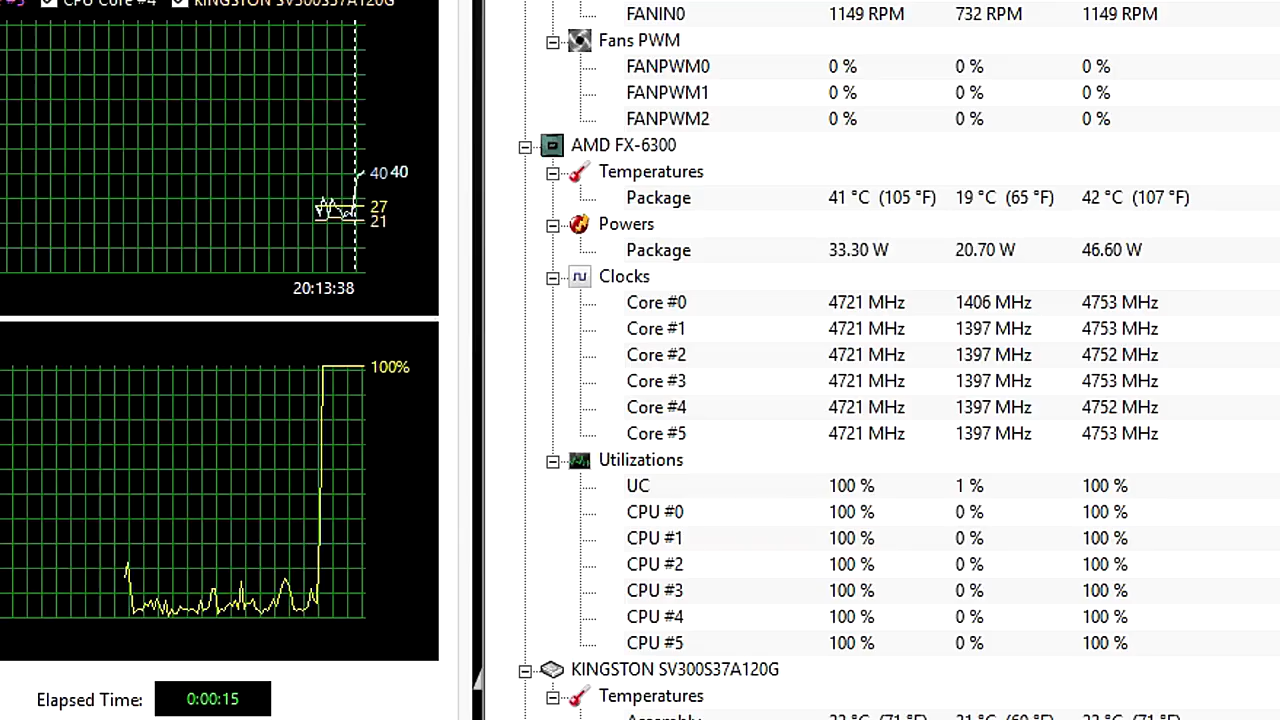 #5 CPU Core #4 KINGSTON SV300S37A120G
40 40
27
21
20:13:38
100%
Elapsed Time: 0:00:15
FANIN0 1149 RPM 732 RPM 1149 RPM
Fans PWM
FANPWM0 0 % 0 % 0 %
FANPWM1 0 % 0 % 0 %
FANPWM2 0 % 0 % 0 %
AMD FX-6300
Temperatures
Package 41 °C (105 °F) 19 °C (65 °F) 42 °C (107 °F)
Powers
Package 33.30 W 20.70 W 46.60 W
Clocks
Core #0 4721 MHz 1406 MHz 4753 MHz
Core #1 4721 MHz 1397 MHz 4753 MHz
Core #2 4721 MHz 1397 MHz 4752 MHz
Core #3 4721 MHz 1397 MHz 4753 MHz
Core #4 4721 MHz 1397 MHz 4752 MHz
Core #5 4721 MHz 1397 MHz 4753 MHz
Utilizations
UC 100 % 1 % 100 %
CPU #0 100 % 0 % 100 %
CPU #1 100 % 0 % 100 %
CPU #2 100 % 0 % 100 %
CPU #3 100 % 0 % 100 %
CPU #4 100 % 0 % 100 %
CPU #5 100 % 0 % 100 %
KINGSTON SV300S37A120G
Temperatures